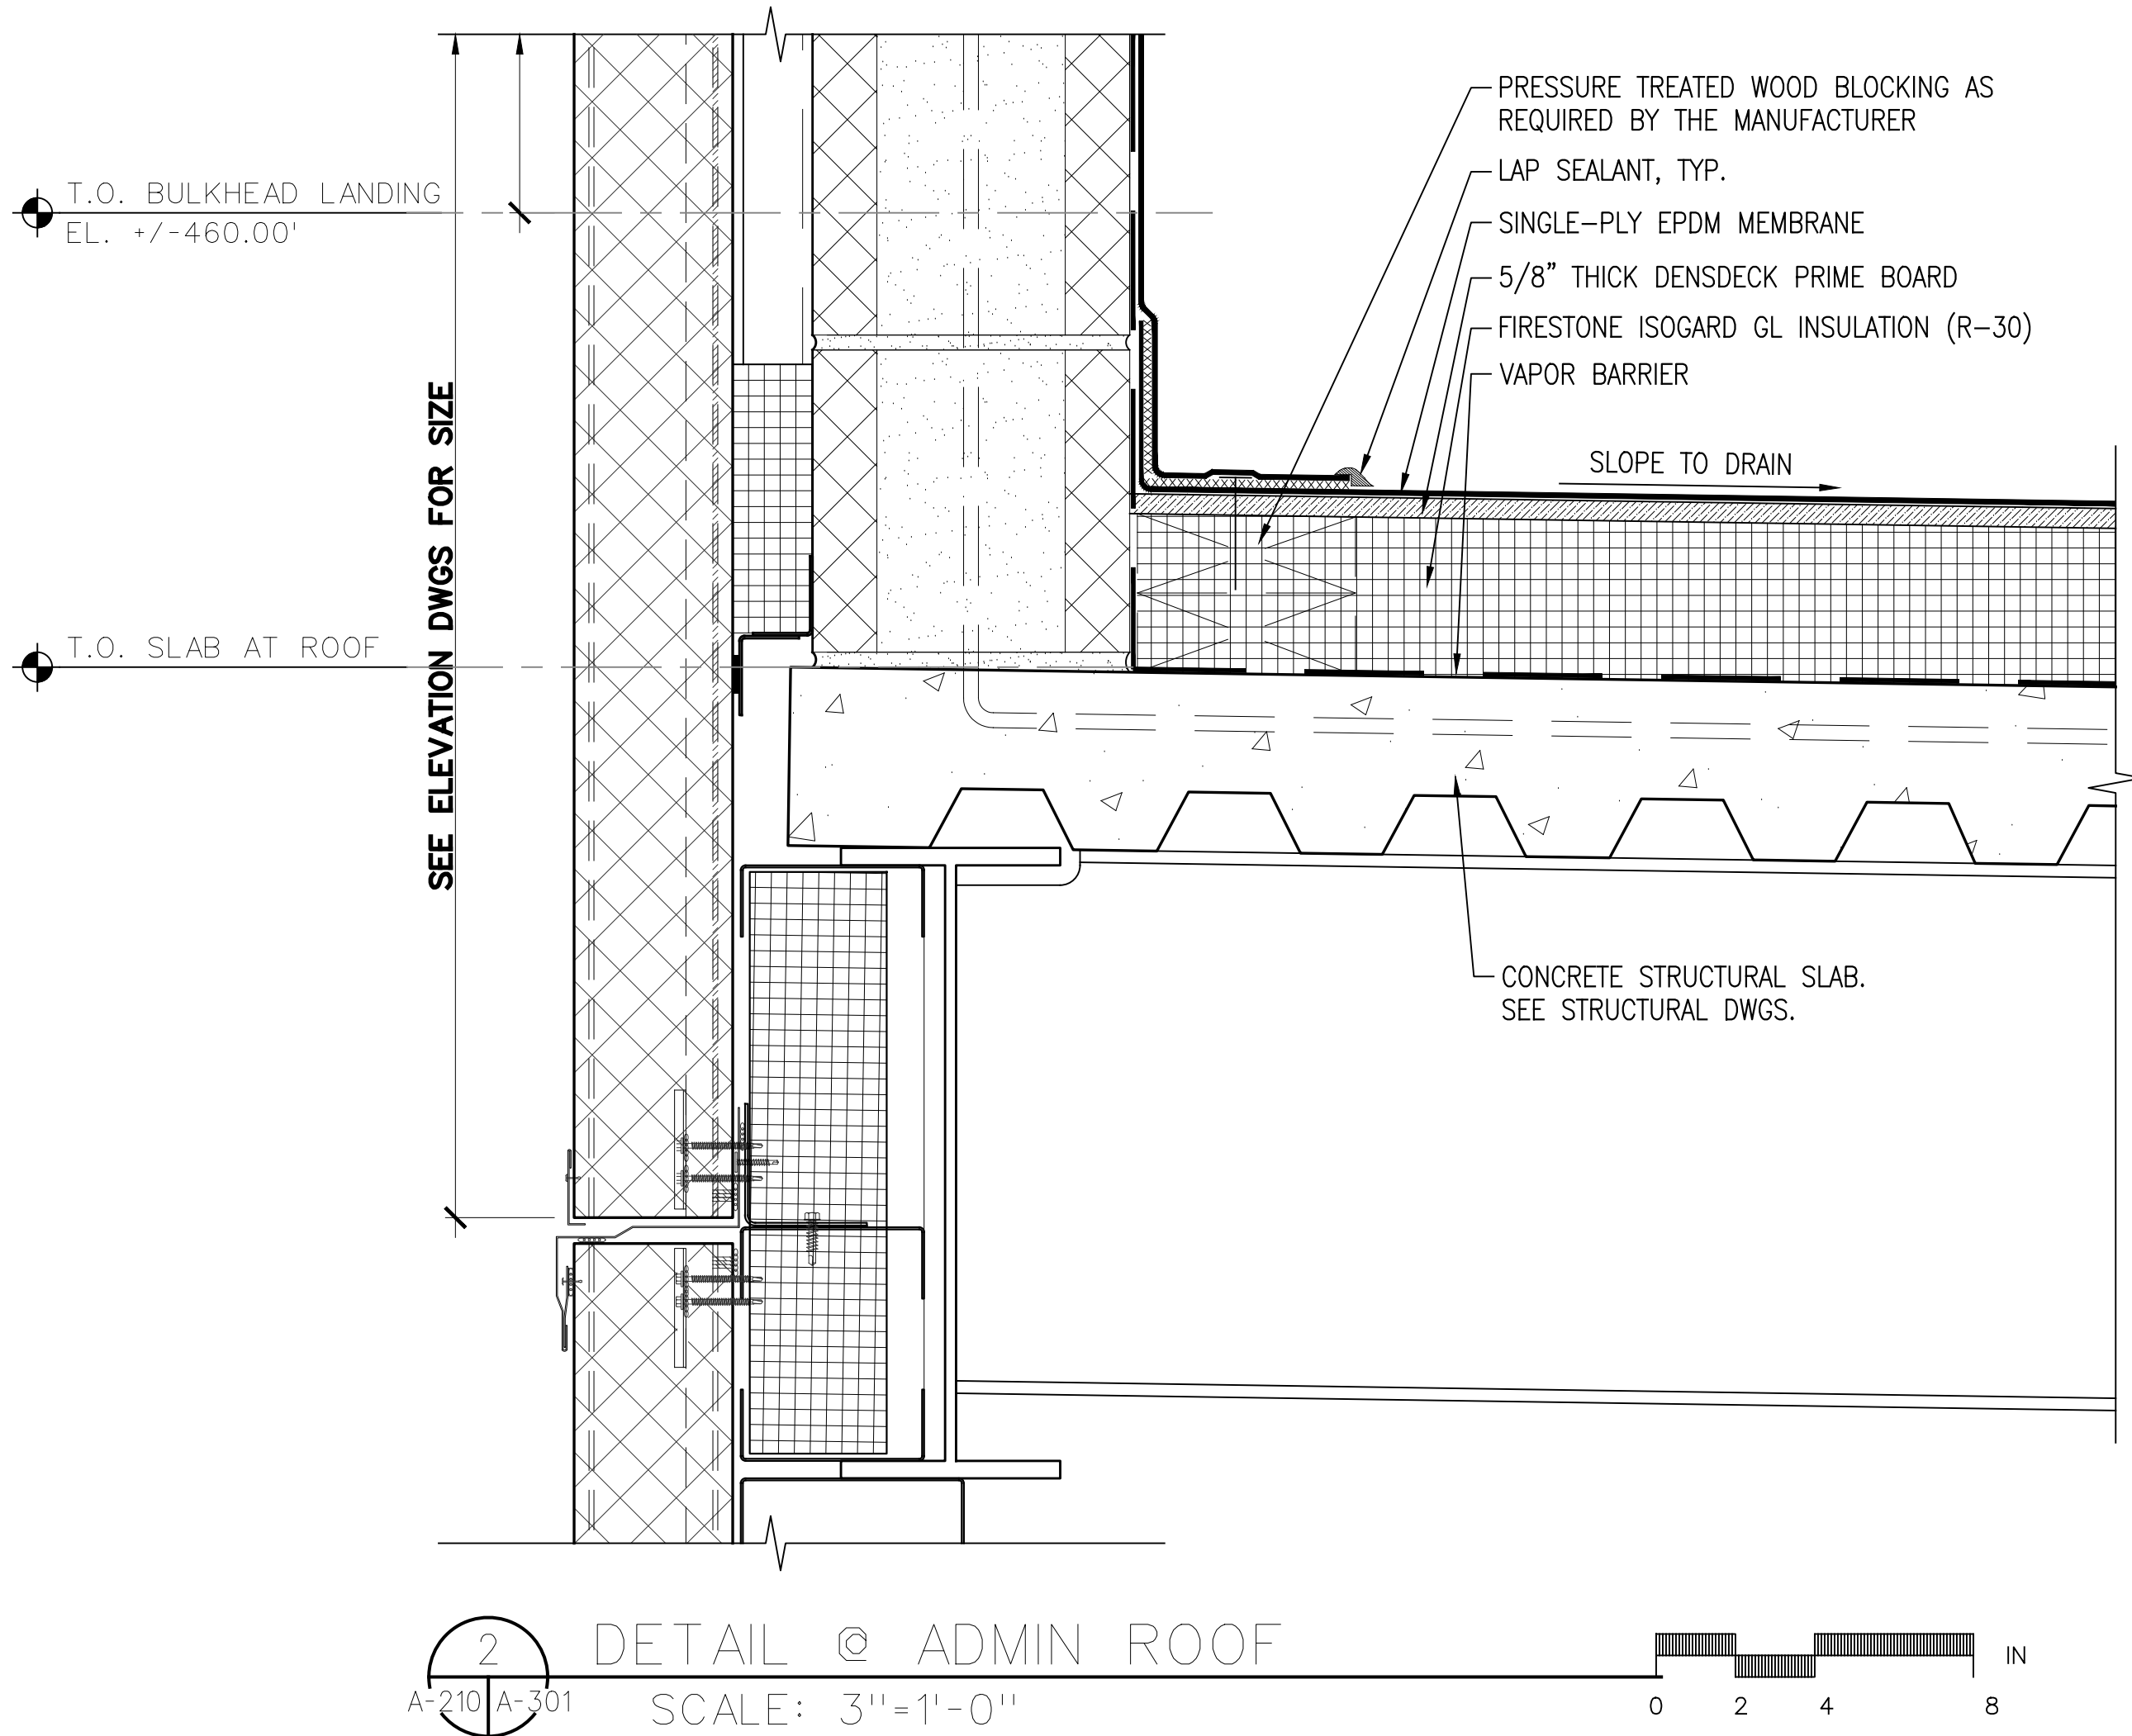 PRESSURE TREATED WOOD BLOCKING AS
REQUIRED BY THE MANUFACTURER
LAP SEALANT, TYP.
SINGLE-PLY EPDM MEMBRANE
5/8" THICK DENSDECK PRIME BOARD
FIRESTONE ISOGARD GL INSULATION (R-30)
VAPOR BARRIER
T.O. BULKHEAD LANDING
EL. +/-460.00'
SLOPE TO DRAIN
SEE ELEVATION DWGS FOR SIZE
T.O. SLAB AT ROOF
CONCRETE STRUCTURAL SLAB.
SEE STRUCTURAL DWGS.
2
A-210 A-301
DETAIL @ ADMIN ROOF
SCALE: 3"=1'-0"
IN
0 2 4 8